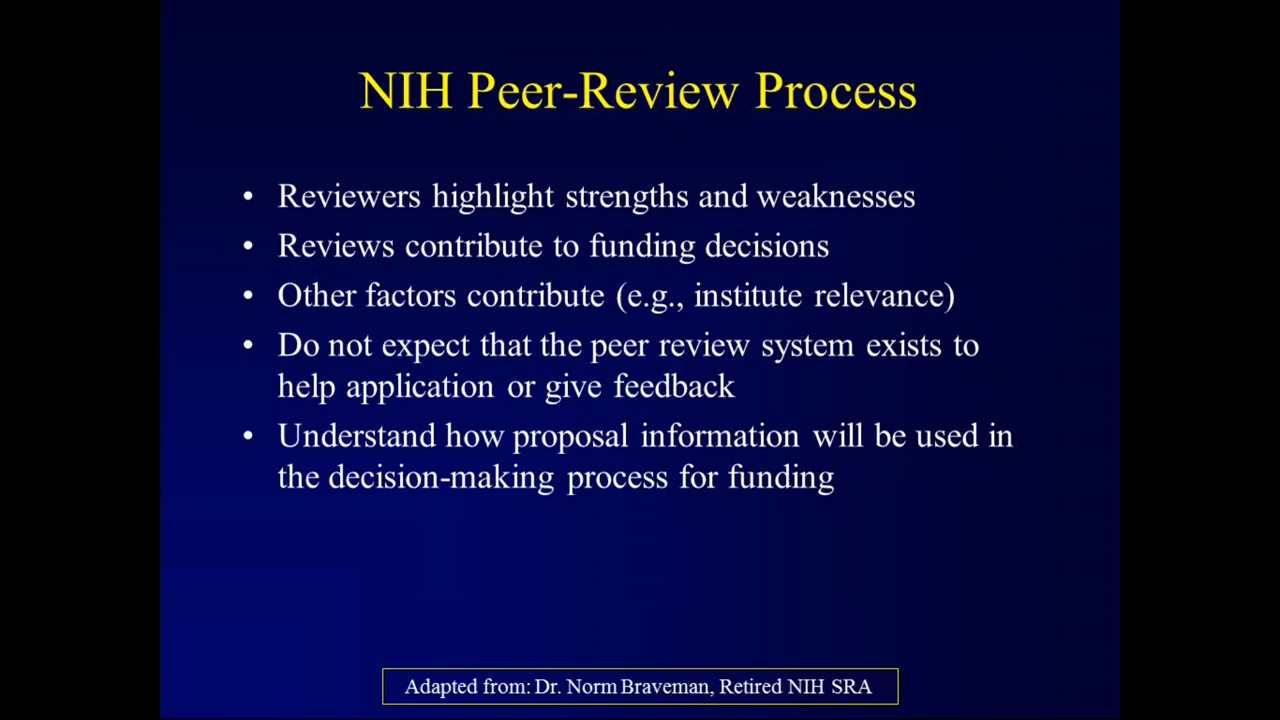 NIH Peer-Review Process
• Reviewers highlight strengths and weaknesses
• Reviews contribute to funding decisions
• Other factors contribute (e.g., institute relevance)
• Do not expect that the peer review system exists to
help application or give feedback
• Understand how proposal information will be used in
the decision-making process for funding
Adapted from: Dr. Norm Braveman, Retired NIH SRA